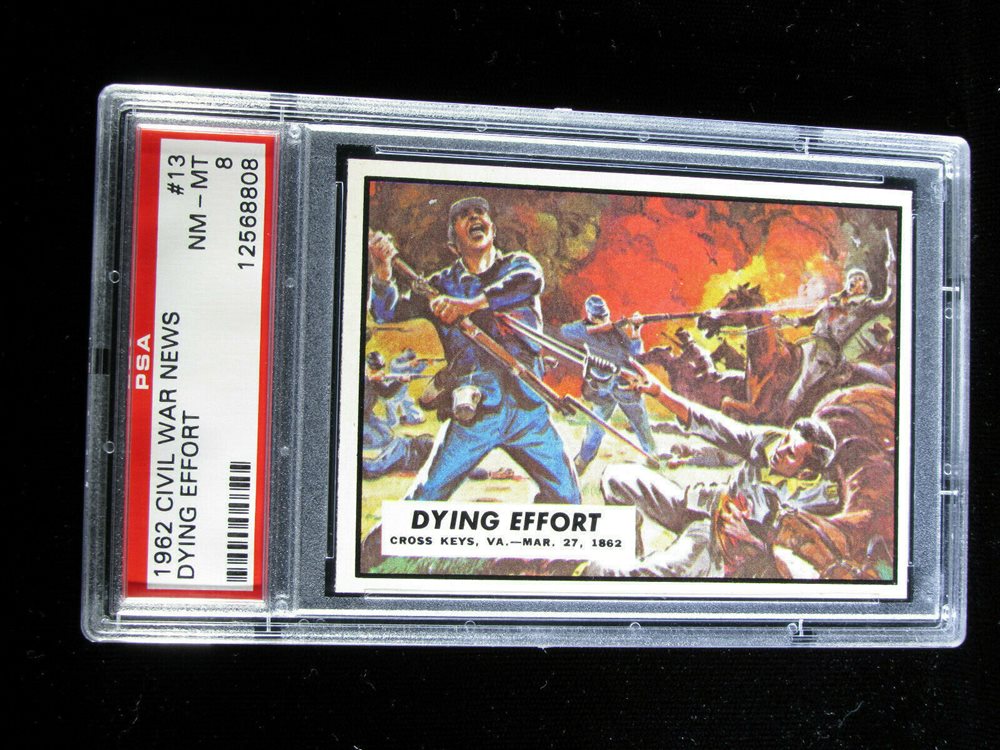 1962 CIVIL WAR NEWS #13
DYING EFFORT NM - MT
8
12568808
PSA
DYING EFFORT
CROSS KEYS, VA.—MAR. 27, 1862